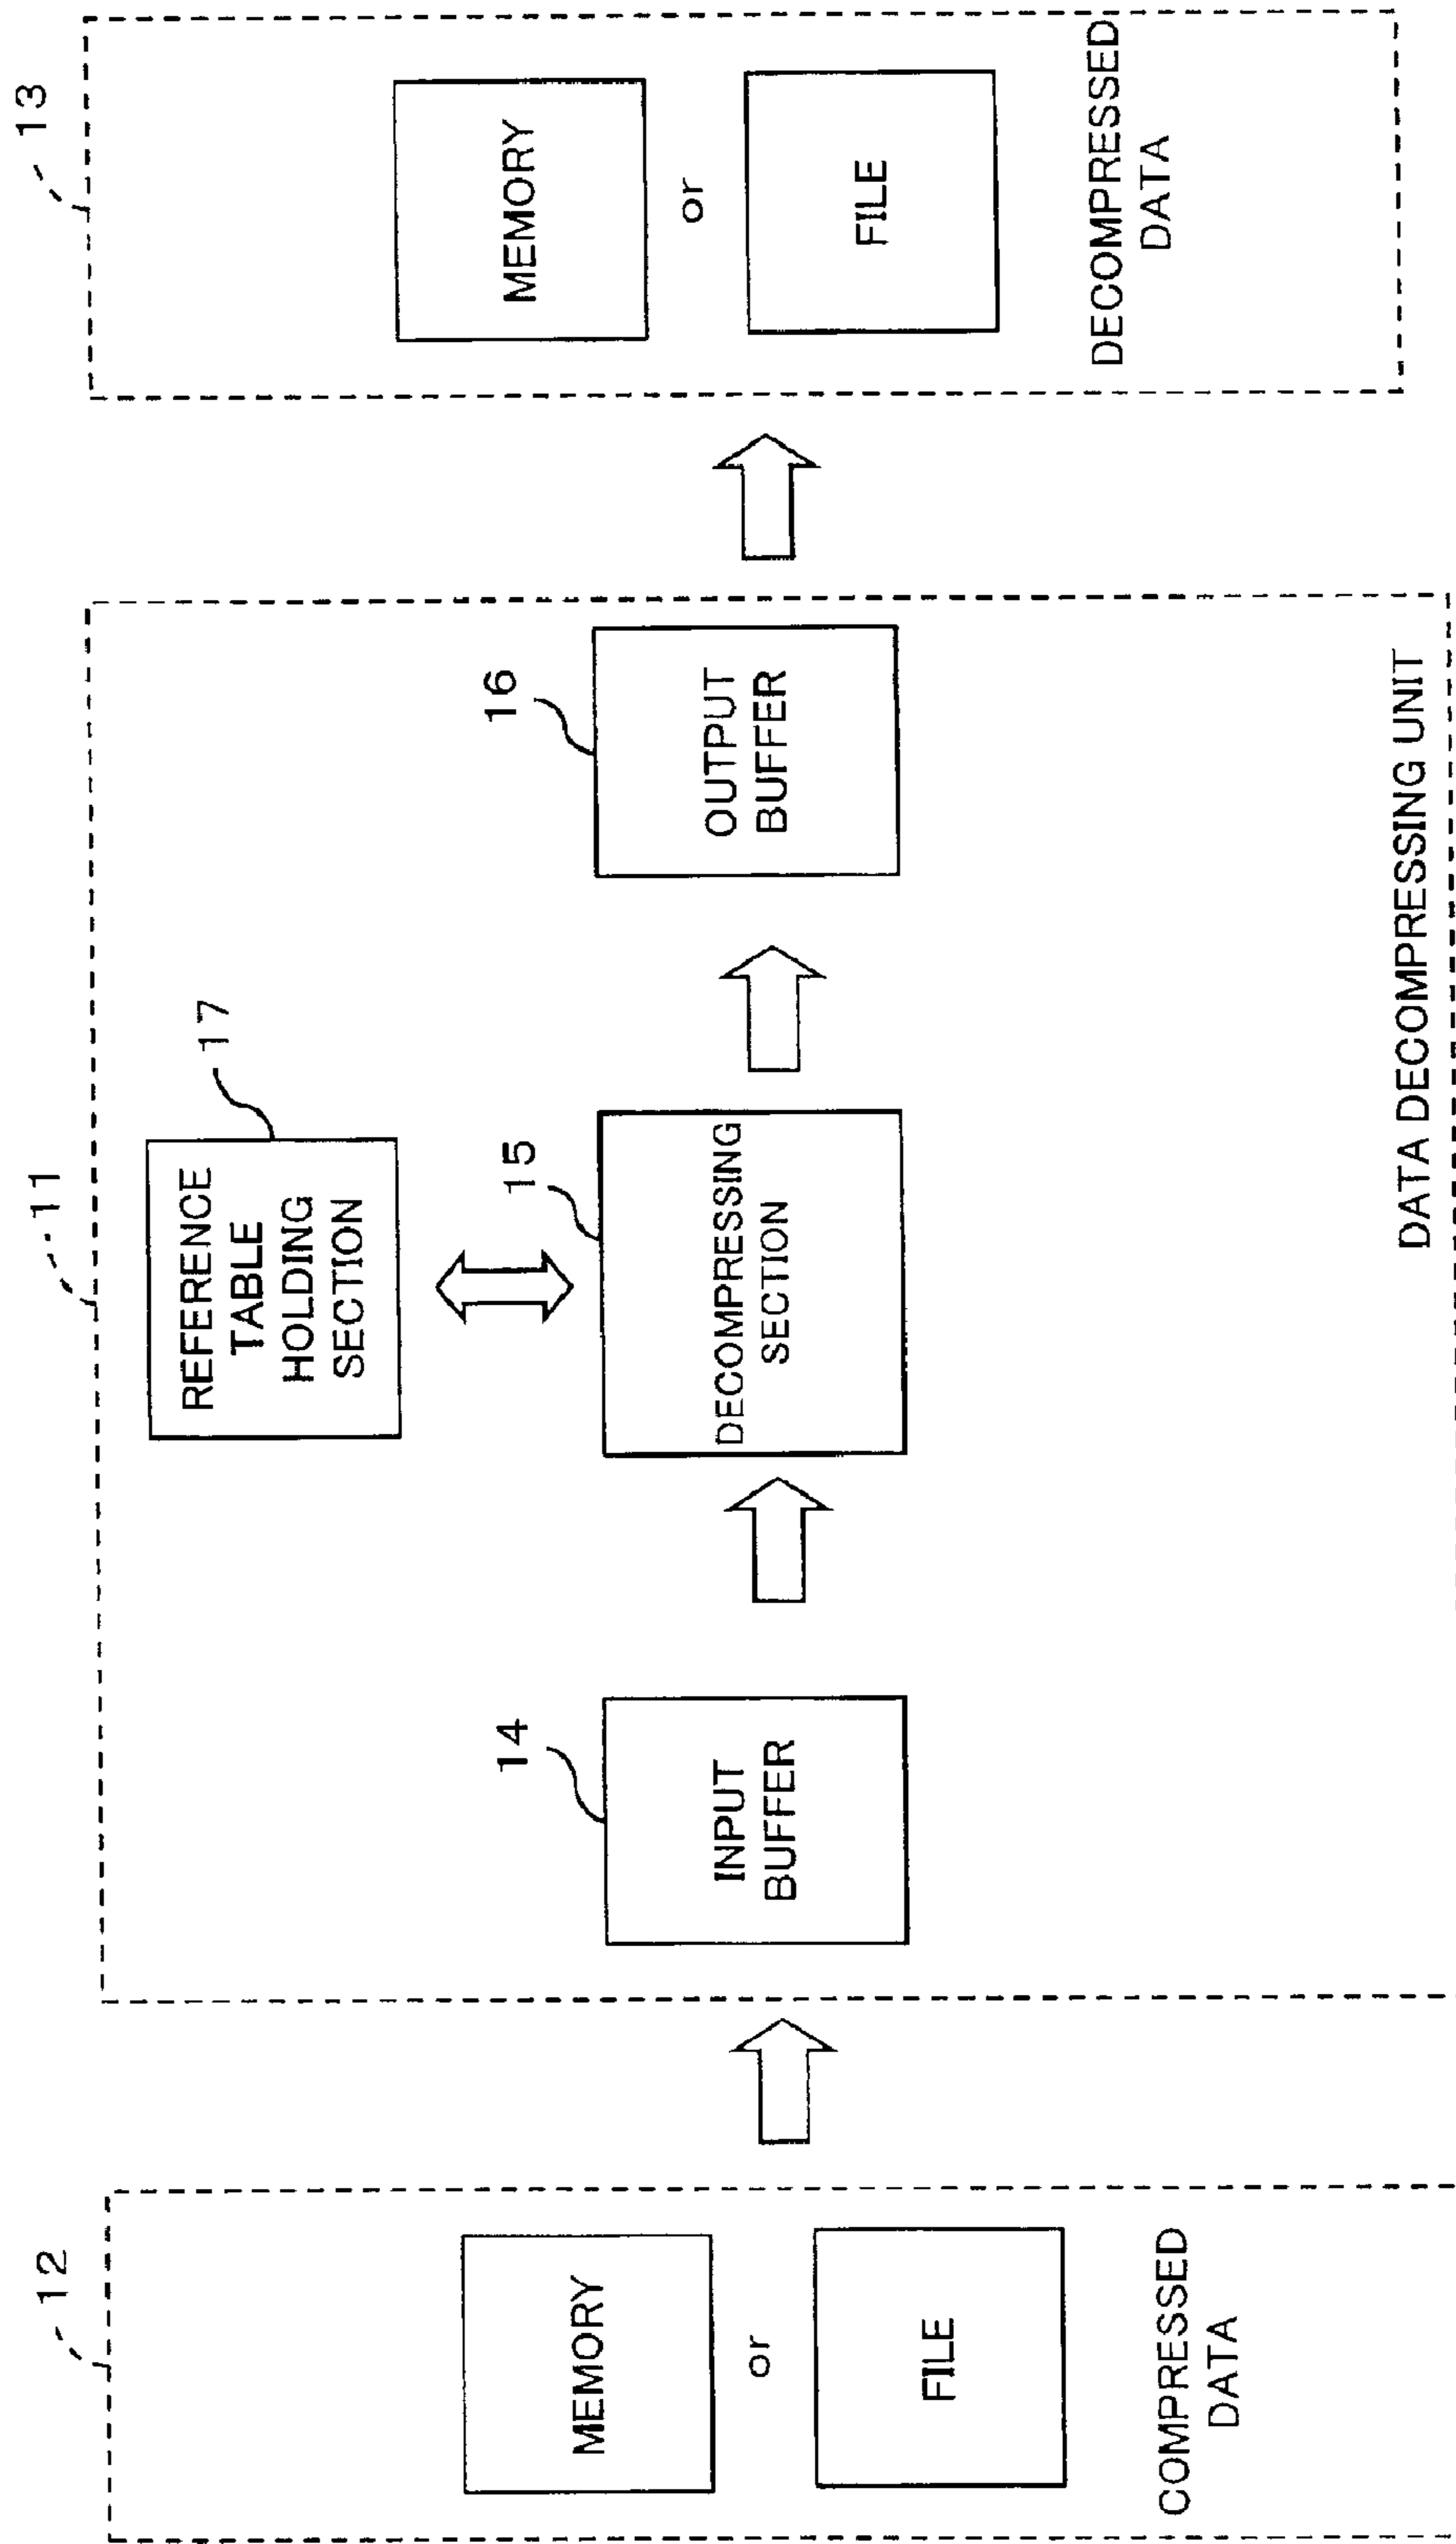 12
MEMORY
or
FILE
COMPRESSED
DATA
11
14
INPUT
BUFFER
17
REFERENCE
TABLE
HOLDING
SECTION
15
DECOMPRESSING
SECTION
16
OUTPUT
BUFFER
DATA DECOMPRESSING UNIT
13
MEMORY
or
FILE
DECOMPRESSED
DATA